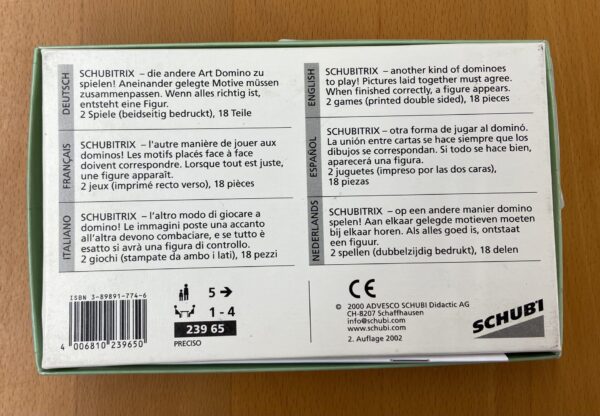 DEUTSCH
SCHUBITRIX – die andere Art Domino zu
spielen! Aneinander gelegte Motive müssen
zusammenpassen. Wenn alles richtig ist,
entsteht eine Figur.
2 Spiele (beidseitig bedruckt), 18 Teile
FRANÇAIS
SCHUBITRIX – l'autre manière de jouer aux
dominos! Les motifs placés face à face
doivent correspondre. Lorsque tout est juste,
une figure apparaît.
2 jeux (imprimé recto verso), 18 pièces
ITALIANO
SCHUBITRIX – l'altro modo di giocare a
domino! Le immagini poste una accanto
all'altra devono combaciare, e se tutto è
esatto si avrà una figura di controllo.
2 giochi (stampate da ambo i lati), 18 pezzi
ENGLISH
SCHUBITRIX – another kind of dominoes
to play! Pictures laid together must agree.
When finished correctly, a figure appears.
2 games (printed double sided), 18 pieces
ESPAÑOL
SCHUBITRIX – otra forma de jugar al dominó.
La unión entre cartas se hace siempre que los
dibujos se correspondan. Si todo se hace bien,
aparecerá una figura.
2 juguetes (impreso por las dos caras),
18 piezas
NEDERLANDS
SCHUBITRIX – op een andere manier domino
spelen! Aan elkaar gelegde motieven moeten
bij elkaar horen. Als alles goed is, ontstaat
een figuur.
2 spellen (dubbelzijdig bedrukt), 18 delen
ISBN 3-89891-774-6
4 006810 239650
5 →
1 - 4
239 65
PRECISO
CE
© 2000 ADVESCO SCHUBI Didactic AG
CH-8207 Schaffhausen
info@schubi.com
www.schubi.com
2. Auflage 2002
SCHUBI